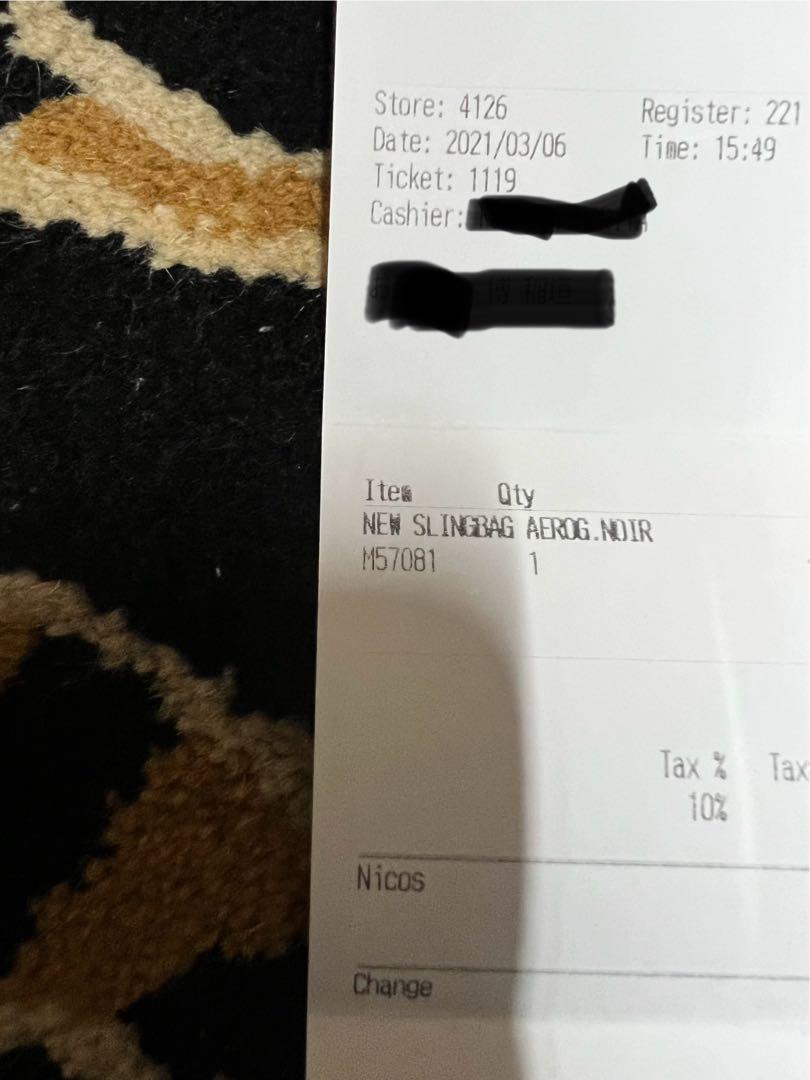 Store: 4126 Register: 221
Date: 2021/03/06 Time: 15:49
Ticket: 1119
Cashier:
Item Qty
NEW SLINGBAG AEROG.NOIR
M57081 1
Tax % Tax
10%
Nicos
Change